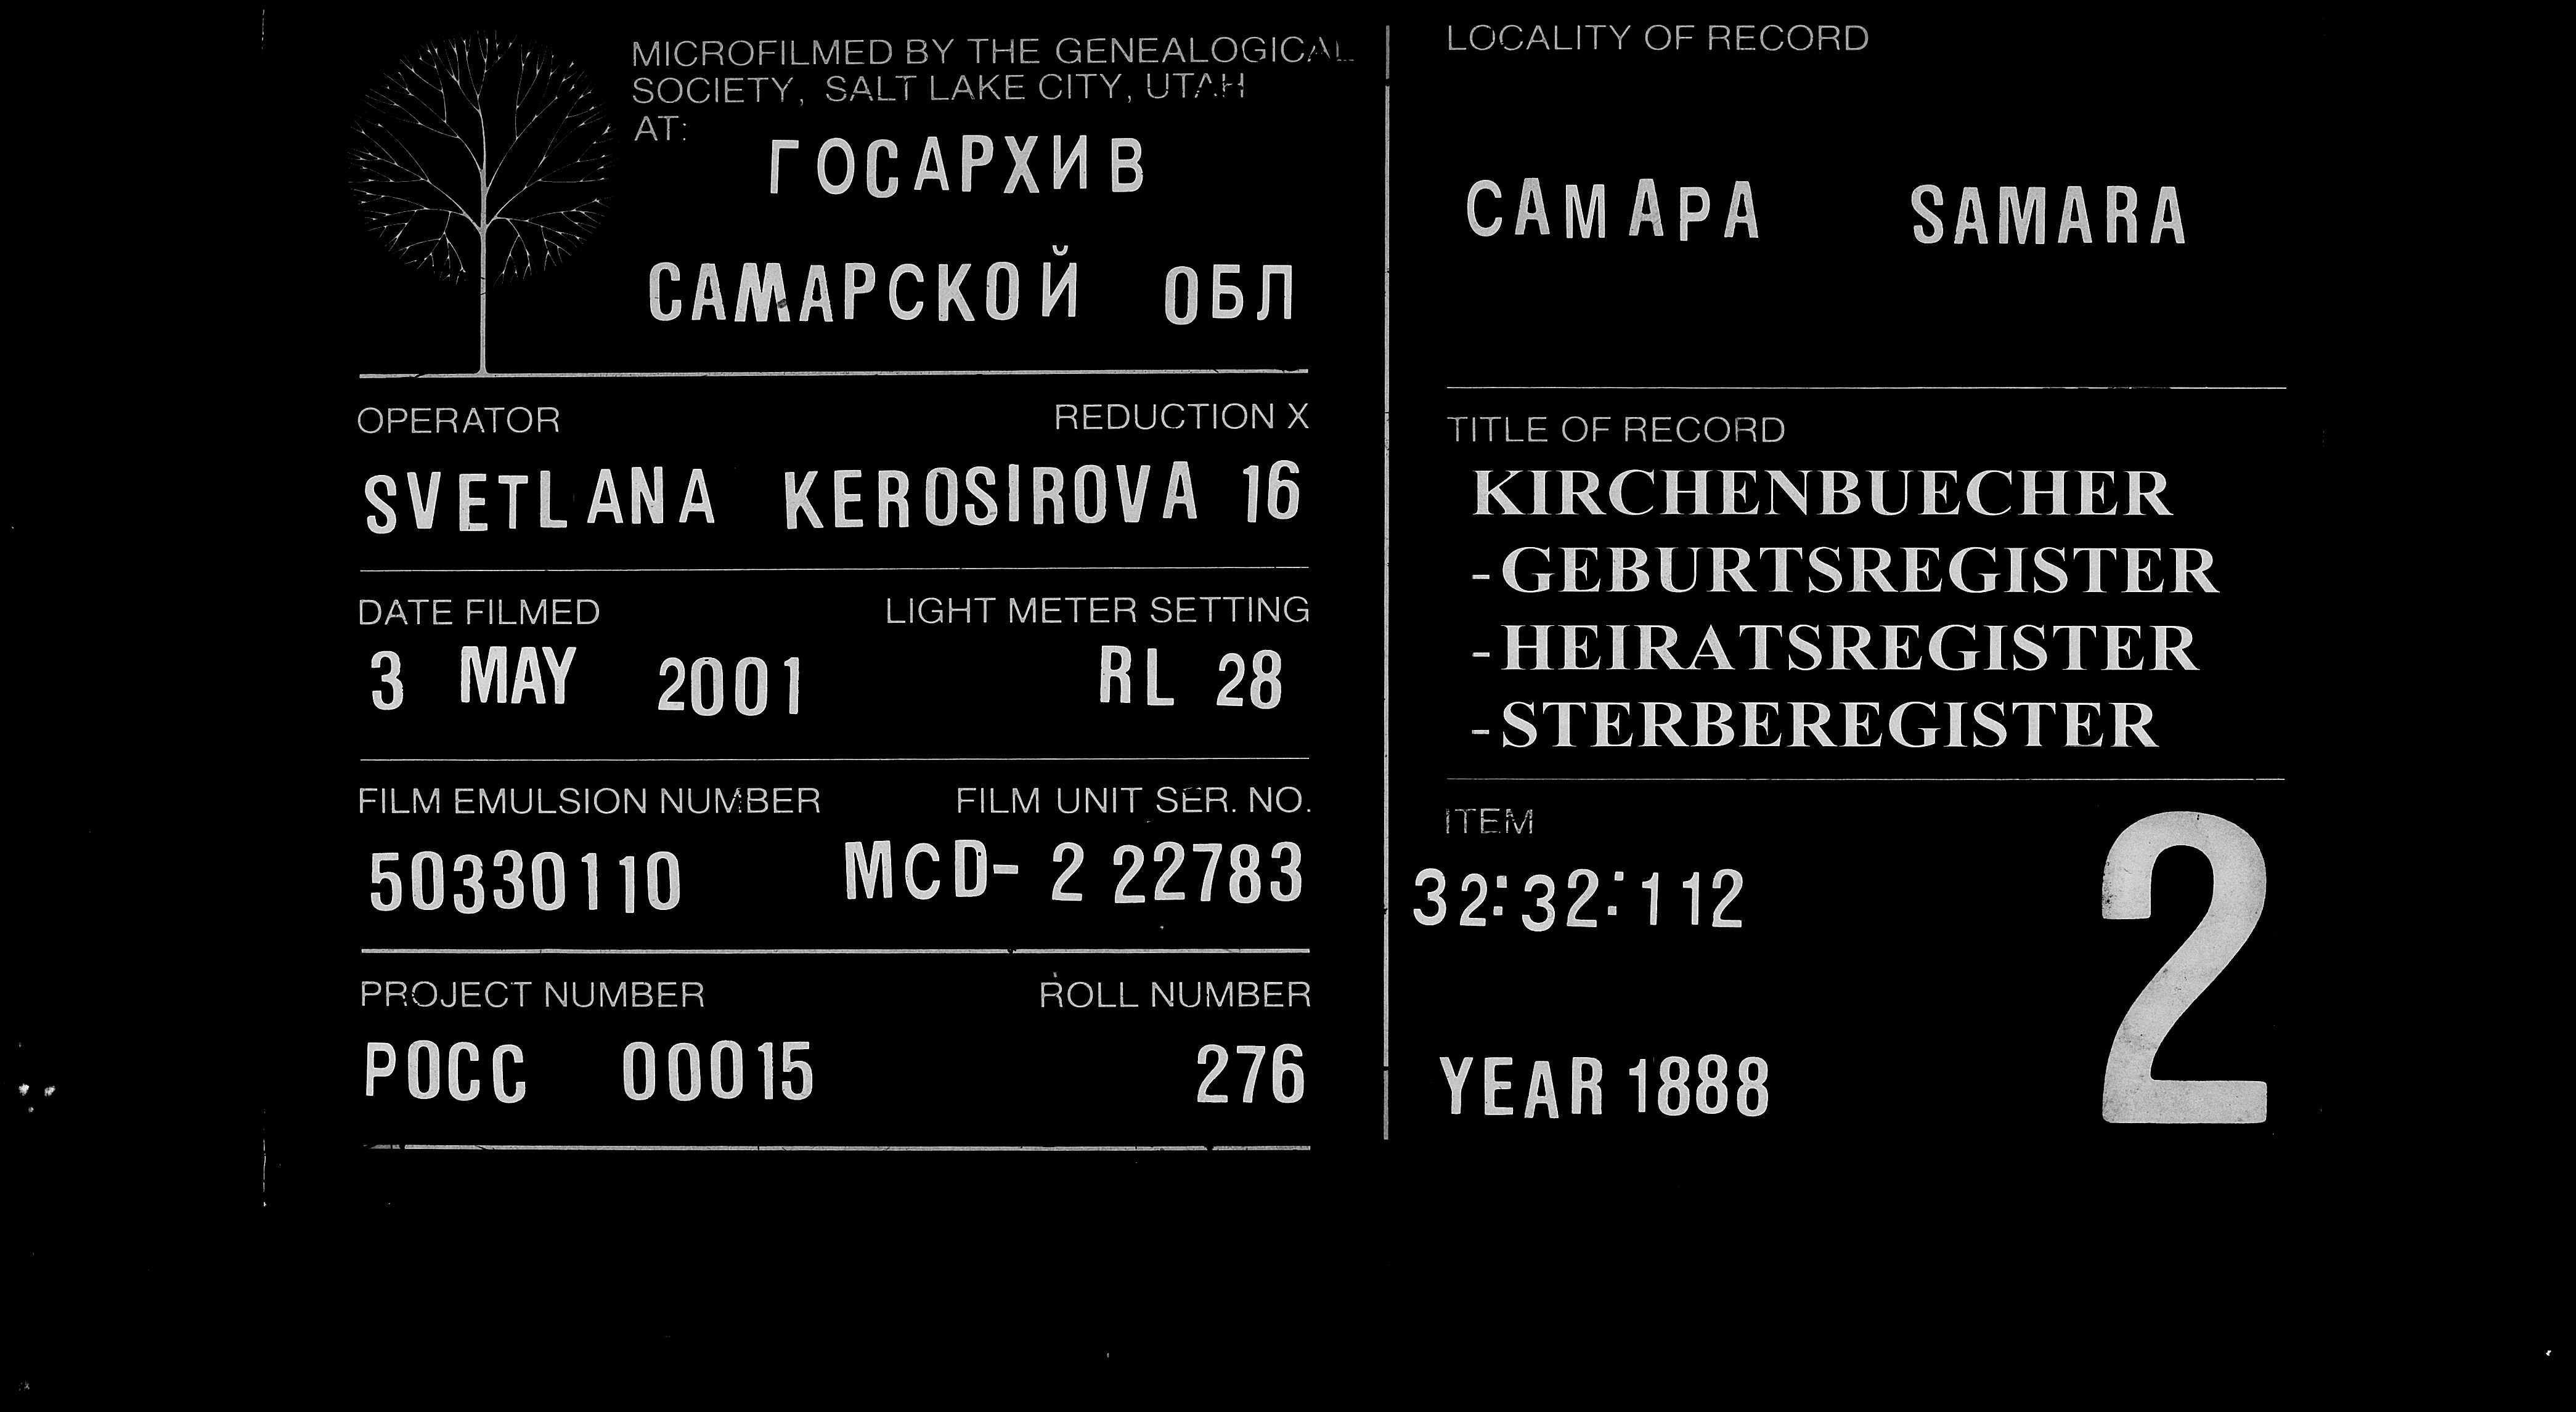 MICROFILMED BY THE GENEALOGICAL
SOCIETY, SALT LAKE CITY, UTAH
AT:
ГОСАРХИВ
САМАРСКОЙ ОБЛ
OPERATOR REDUCTION X
SVETLANA KEROSIROVA 16
DATE FILMED LIGHT METER SETTING
3 MAY 2001 RL 28
FILM EMULSION NUMBER FILM UNIT SER. NO.
50330110 MCD- 2 22783
PROJECT NUMBER ROLL NUMBER
РОСС 00015 276
LOCALITY OF RECORD
САМАРА SAMARA
TITLE OF RECORD
KIRCHENBUECHER
-GEBURTSREGISTER
-HEIRATSREGISTER
-STERBEREGISTER
ITEM
2
32:32:112
YEAR 1888